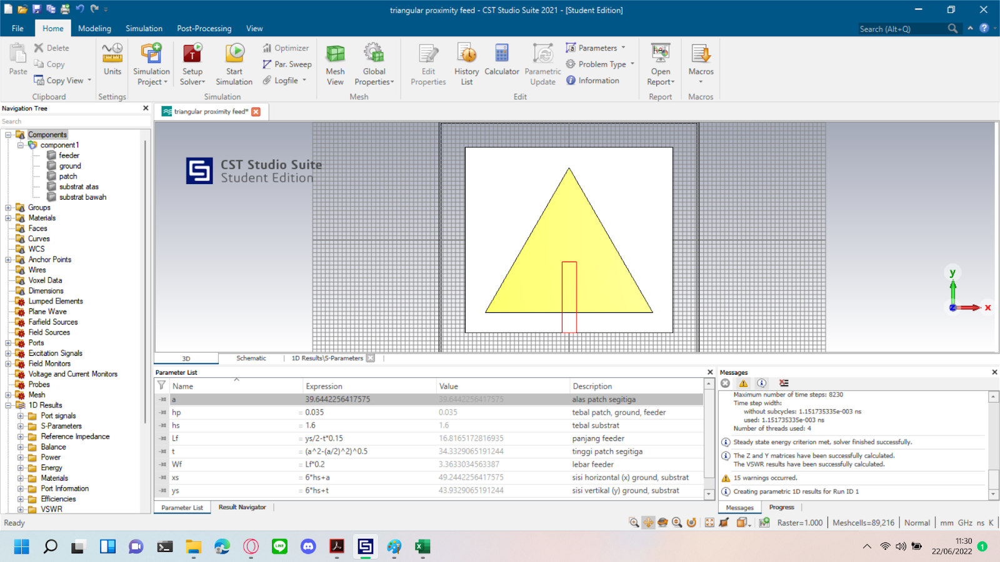 triangular proximity feed - CST Studio Suite 2021 - [Student Edition]
File Home Modeling Simulation Post-Processing View
Search (Alt+Q)
Delete
Copy
Copy View
Paste
Clipboard
Units
Settings
Simulation Project
Setup Solver
Start Simulation
Optimizer
Par. Sweep
Logfile
Simulation
Mesh View
Global Properties
Mesh
Edit Properties
History List
Calculator
Parametric Update
Parameters
Problem Type
Information
Edit
Open Report
Report
Macros
Macros
Navigation Tree
Search
Components
component1
feeder
ground
patch
substrat atas
substrat bawah
Groups
Materials
Faces
Curves
WCS
Anchor Points
Wires
Voxel Data
Dimensions
Lumped Elements
Plane Wave
Farfield Sources
Field Sources
Ports
Excitation Signals
Field Monitors
Voltage and Current Monitors
Probes
Mesh
1D Results
Port signals
S-Parameters
Reference Impedance
Balance
Power
Energy
Materials
Port Information
Efficiencies
VSWR
triangular proximity feed*
CST Studio Suite
Student Edition
y
z x
3D Schematic 1D Results\S-Parameters
Parameter List
Name Expression Value Description
a 39.6442256417575 39.6442256417575 alas patch segitiga
hp = 0.035 0.035 tebal patch, ground, feeder
hs = 1.6 1.6 tebal substrat
Lf = ys/2-t*0.15 16.8165172816935 panjang feeder
t = (a^2-(a/2)^2)^0.5 34.3329065191244 tinggi patch segitiga
Wf = Lf*0.2 3.3633034563387 lebar feeder
xs = 6*hs+a 49.2442256417575 sisi horizontal (x) ground, substrat
ys = 6*hs+t 43.9329065191244 sisi vertikal (y) ground, substrat
Parameter List Result Navigator
Messages
Maximum number of time steps: 8230
Time step width:
without subcycles: 1.151735335e-003 ns
used: 1.151735335e-003 ns
Number of threads used: 4
Steady state energy criterion met, solver finished successfully.
The Z and Y matrices have been successfully calculated.
The VSWR results have been successfully calculated.
15 warnings occurred.
Creating parametric 1D results for Run ID 1
Messages Progress
Ready
Raster=1.000 Meshcells=89,216 Normal mm GHz ns K
LINE
11:30
22/06/2022
1